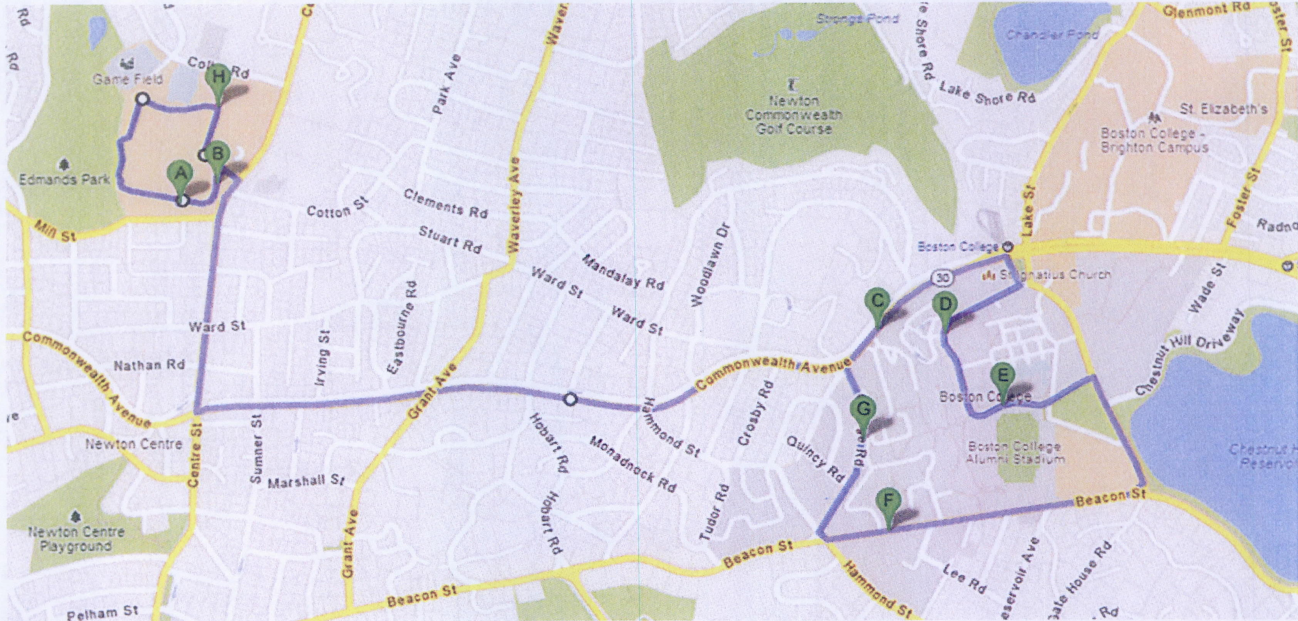 Rd
Game Field
H
Rd
Park Ave
Strongs Pond
Glenmont Rd
Chandler Pond
Lake Shore Rd
Newton
Commonwealth
Golf Course
St. Elizabeth's
Boston College -
Brighton Campus
Foster St
Lake St
A
B
Edmands Park
Mill St
Cotton St
Clements Rd
Stuart Rd
Waverley Ave
Ward St
Mandalay Rd
Ward St
Woodlawn Dr
Boston College
30
St Ignatius Church
Wade St
Chestnut Hill Driveway
C
D
E
Boston College
Ward St
Nathan Rd
Irving St
Eastbourne Rd
Commonwealth Avenue
Grant Ave
Commonwealth Avenue
Crosby Rd
Hammond St
Newton Centre
Centre St
Sumner St
Marshall St
Hobart Rd
Monadnock Rd
Quincy Rd
G
Rd
Boston College
Alumni Stadium
Newton Centre
Playground
Grant Ave
Hobart Rd
Tudor Rd
F
Beacon St
Beacon St
Beacon St
Hammond St
Lee Rd
Gate House Rd
Rd
Pelham St